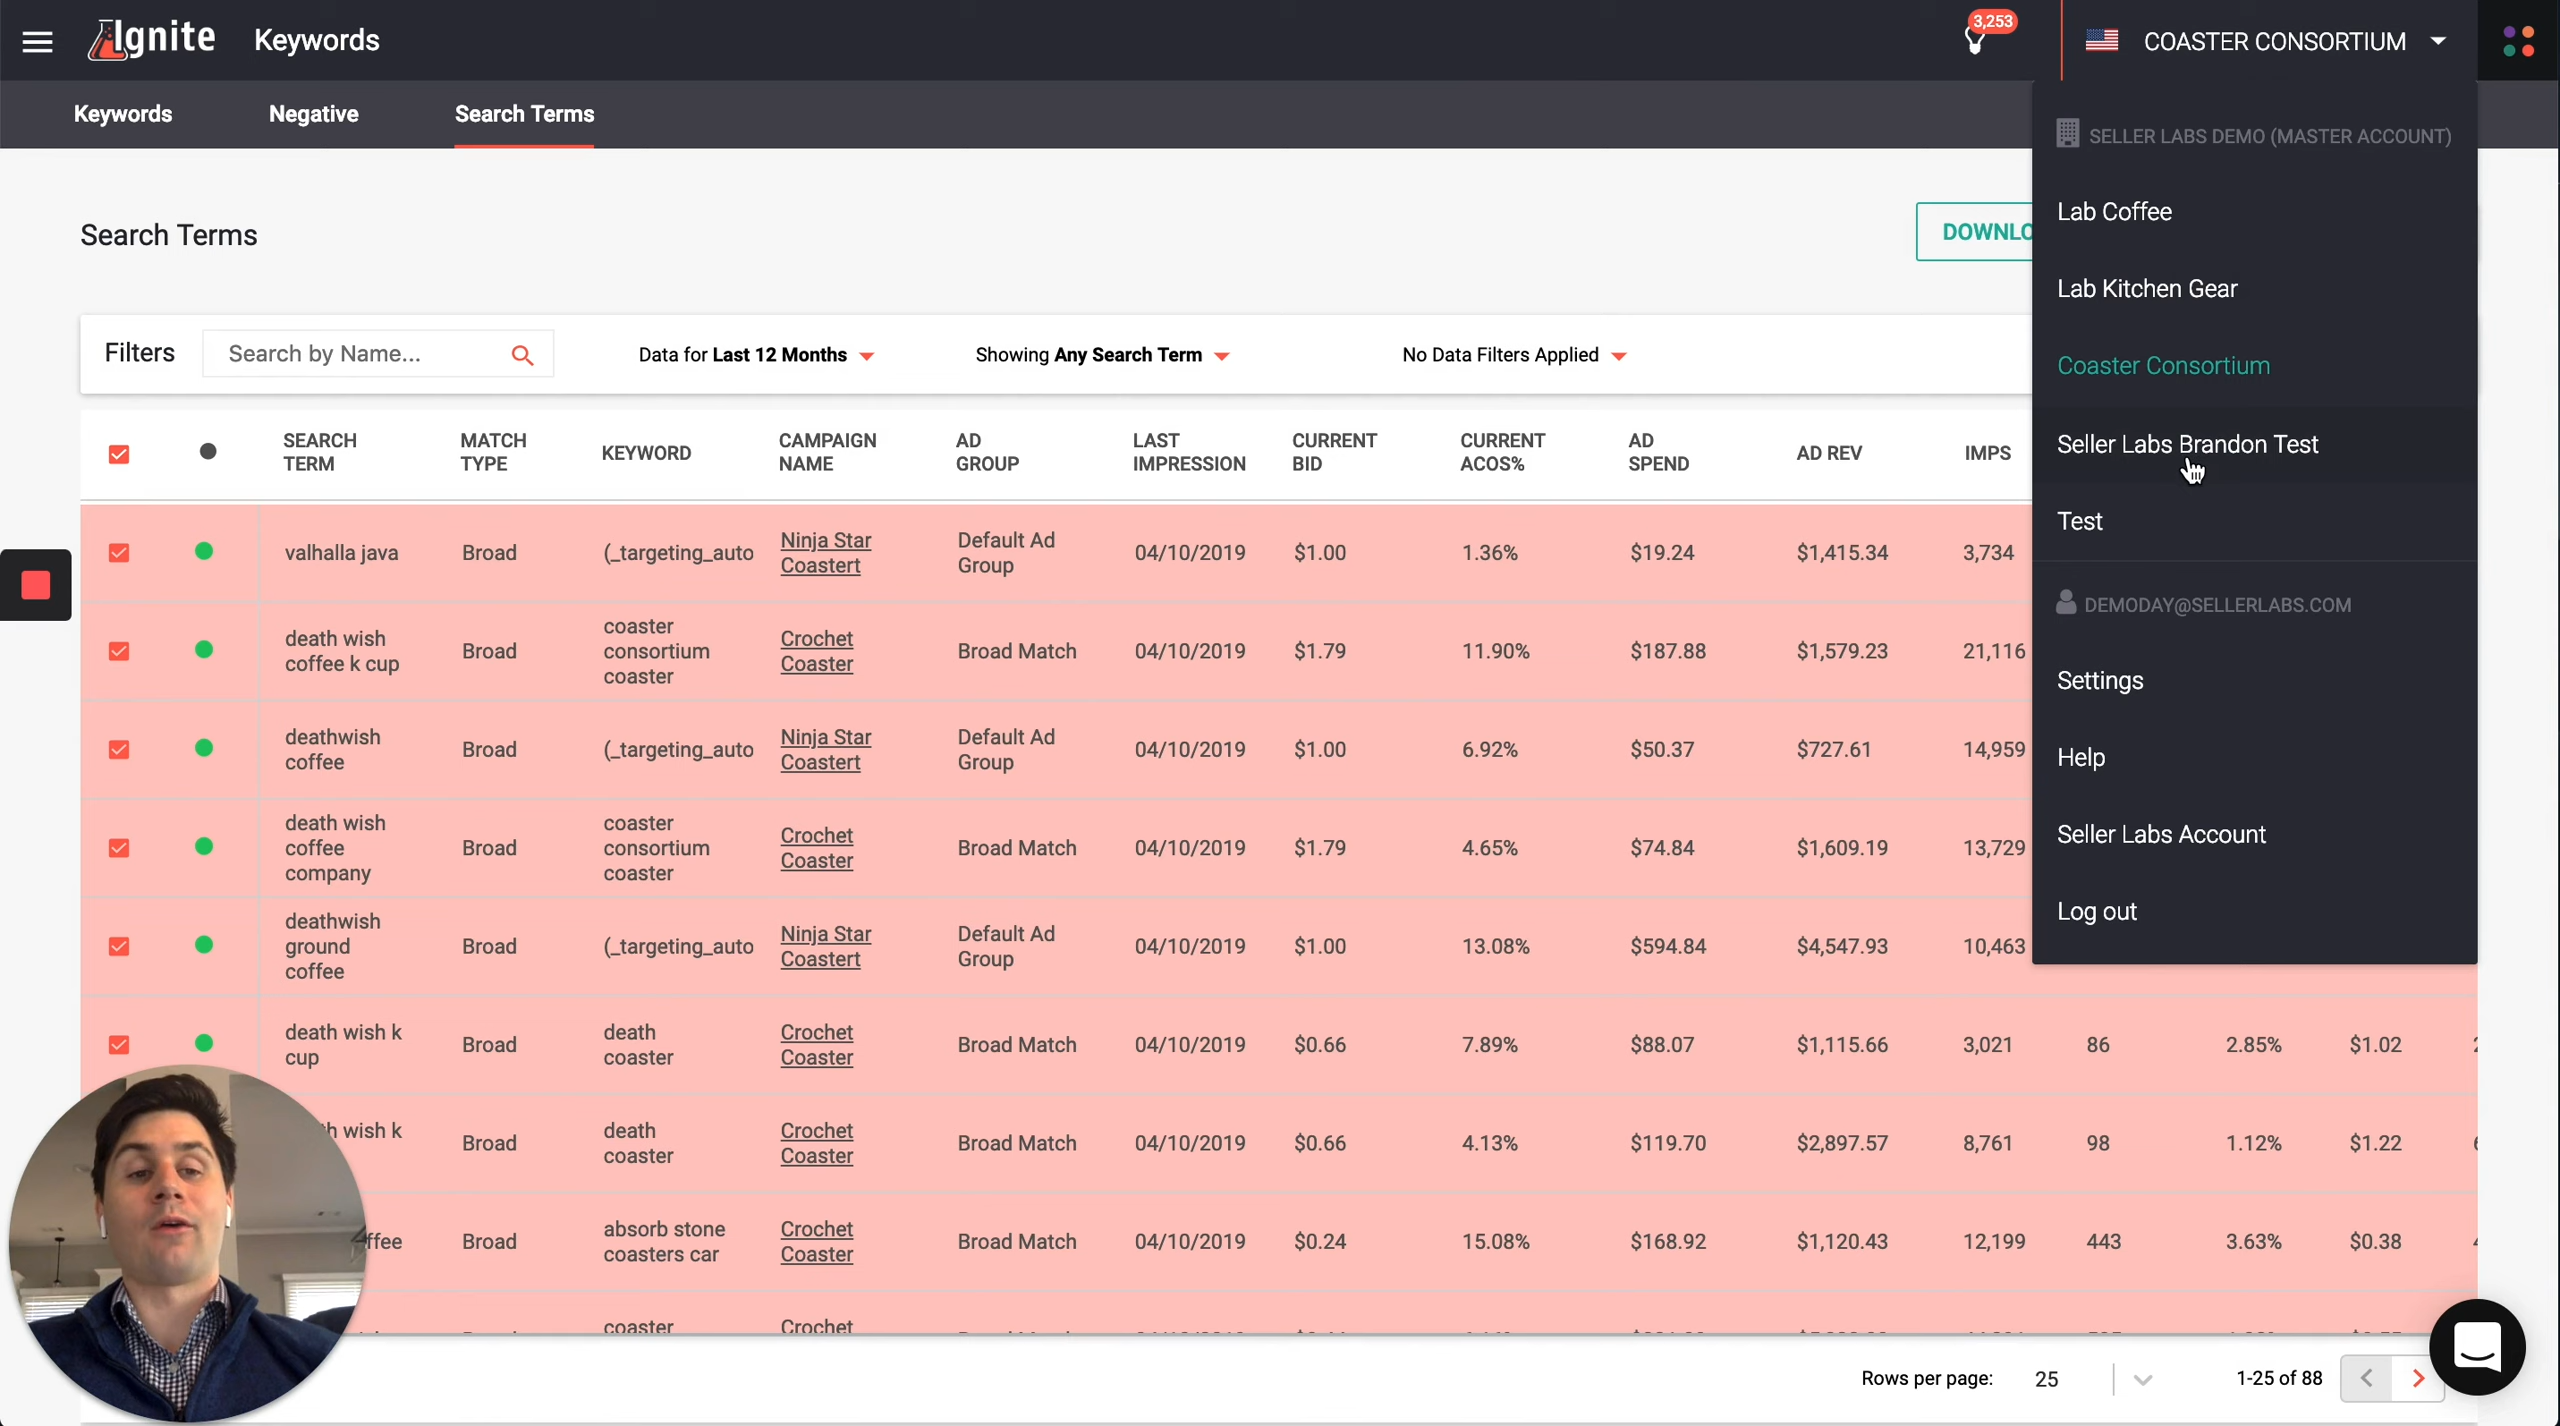 Ignite
Keywords
3,253
COASTER CONSORTIUM
Keywords
Negative
Search Terms
SELLER LABS DEMO (MASTER ACCOUNT)
Lab Coffee
Lab Kitchen Gear
Coaster Consortium
Seller Labs Brandon Test
Test
DEMODAY@SELLERLABS.COM
Settings
Help
Seller Labs Account
Log out
Search Terms
DOWNLO
Filters
Search by Name...
Data for Last 12 Months
Showing Any Search Term
No Data Filters Applied
SEARCH
TERM
MATCH
TYPE
KEYWORD
CAMPAIGN
NAME
AD
GROUP
LAST
IMPRESSION
CURRENT
BID
CURRENT
ACOS%
AD
SPEND
AD REV
IMPS
valhalla java
Broad
(_targeting_auto
Ninja Star
Coastert
Default Ad
Group
04/10/2019
$1.00
1.36%
$19.24
$1,415.34
3,734
death wish
coffee k cup
Broad
coaster
consortium
coaster
Crochet
Coaster
Broad Match
04/10/2019
$1.79
11.90%
$187.88
$1,579.23
21,116
deathwish
coffee
Broad
(_targeting_auto
Ninja Star
Coastert
Default Ad
Group
04/10/2019
$1.00
6.92%
$50.37
$727.61
14,959
death wish
coffee
company
Broad
coaster
consortium
coaster
Crochet
Coaster
Broad Match
04/10/2019
$1.79
4.65%
$74.84
$1,609.19
13,729
deathwish
ground
coffee
Broad
(_targeting_auto
Ninja Star
Coastert
Default Ad
Group
04/10/2019
$1.00
13.08%
$594.84
$4,547.93
10,463
death wish k
cup
Broad
death
coaster
Crochet
Coaster
Broad Match
04/10/2019
$0.66
7.89%
$88.07
$1,115.66
3,021
86
2.85%
$1.02
wish k
Broad
death
coaster
Crochet
Coaster
Broad Match
04/10/2019
$0.66
4.13%
$119.70
$2,897.57
8,761
98
1.12%
$1.22
ffee
Broad
absorb stone
coasters car
Crochet
Coaster
Broad Match
04/10/2019
$0.24
15.08%
$168.92
$1,120.43
12,199
443
3.63%
$0.38
coaster
Crochet
Rows per page:
25
1-25 of 88